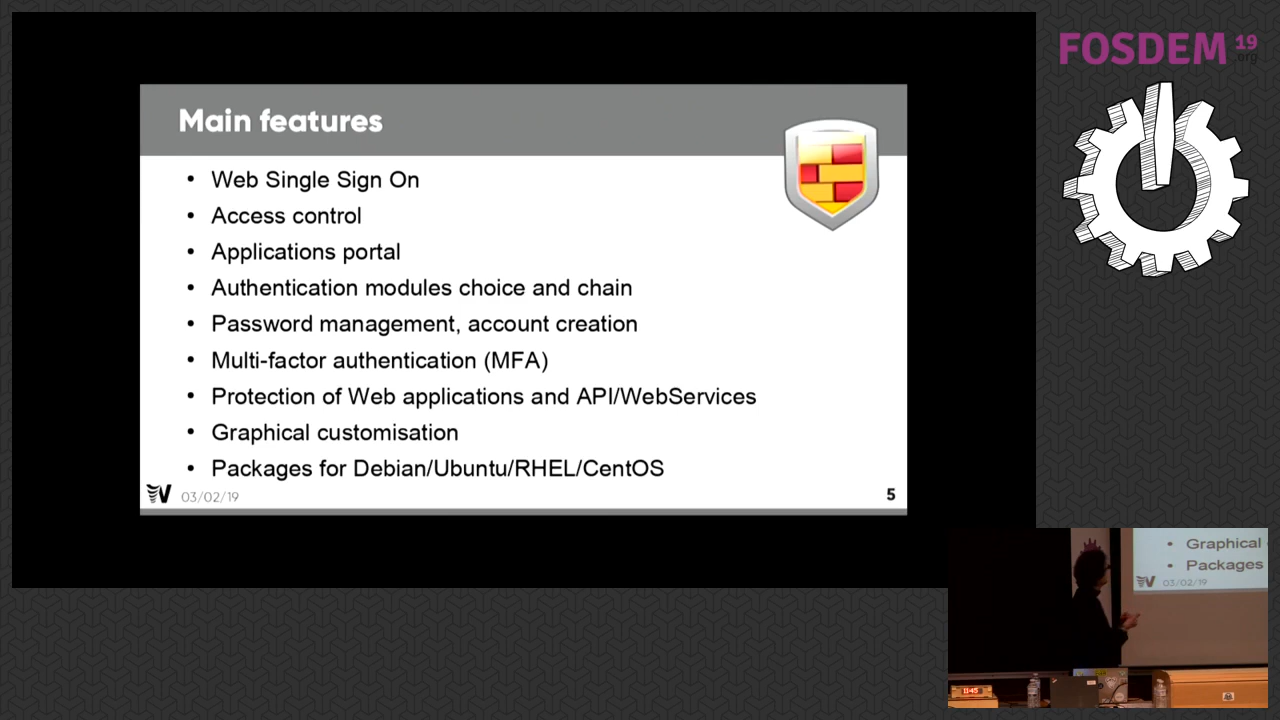 Main features
• Web Single Sign On
• Access control
• Applications portal
• Authentication modules choice and chain
• Password management, account creation
• Multi-factor authentication (MFA)
• Protection of Web applications and API/WebServices
• Graphical customisation
• Packages for Debian/Ubuntu/RHEL/CentOS
03/02/19
5
FOSDEM 19
.org
• Graphical
• Packages
03/02/19